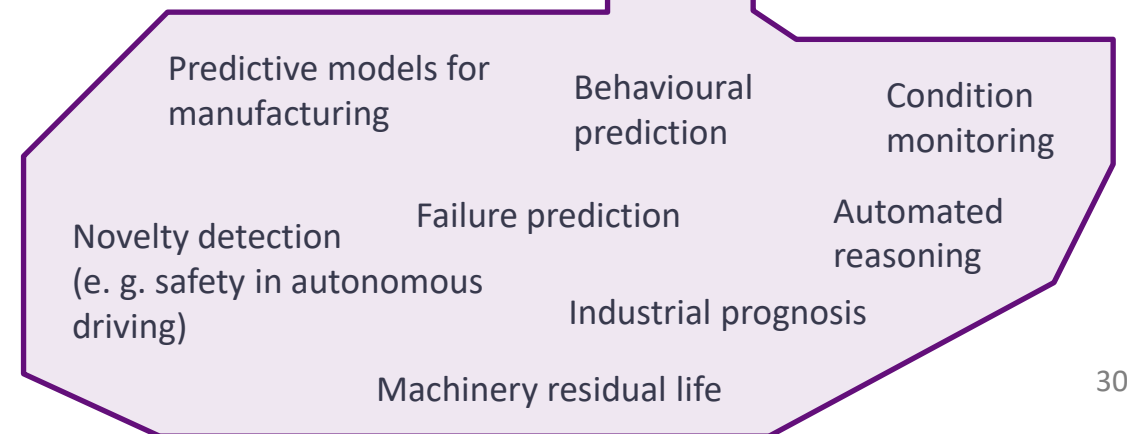 Predictive models for
manufacturing
Behavioural
prediction
Condition
monitoring
Failure prediction
Automated
reasoning
Novelty detection
(e. g. safety in autonomous
driving)
Industrial prognosis
Machinery residual life
30